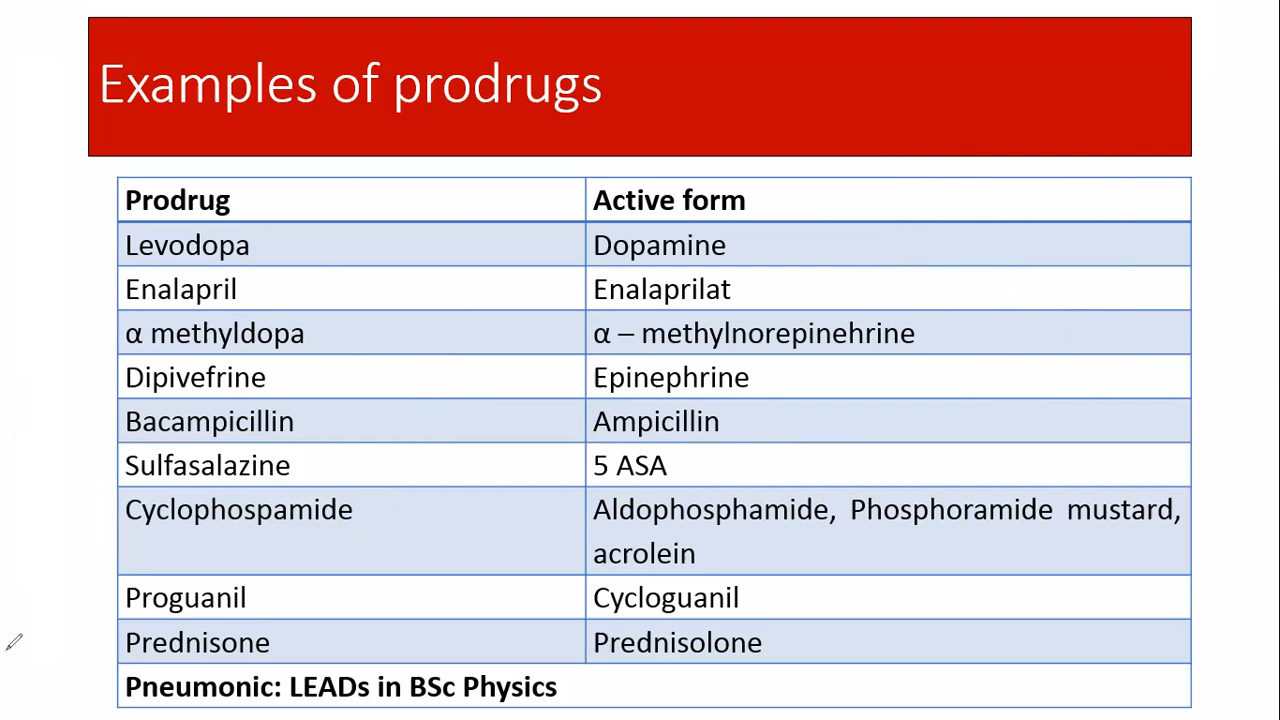 Examples of prodrugs
Prodrug Active form
Levodopa Dopamine
Enalapril Enalaprilat
α methyldopa α – methylnorepinehrine
Dipivefrine Epinephrine
Bacampicillin Ampicillin
Sulfasalazine 5 ASA
Cyclophospamide Aldophosphamide, Phosphoramide mustard,
acrolein
Proguanil Cycloguanil
Prednisone Prednisolone
Pneumonic: LEADs in BSc Physics